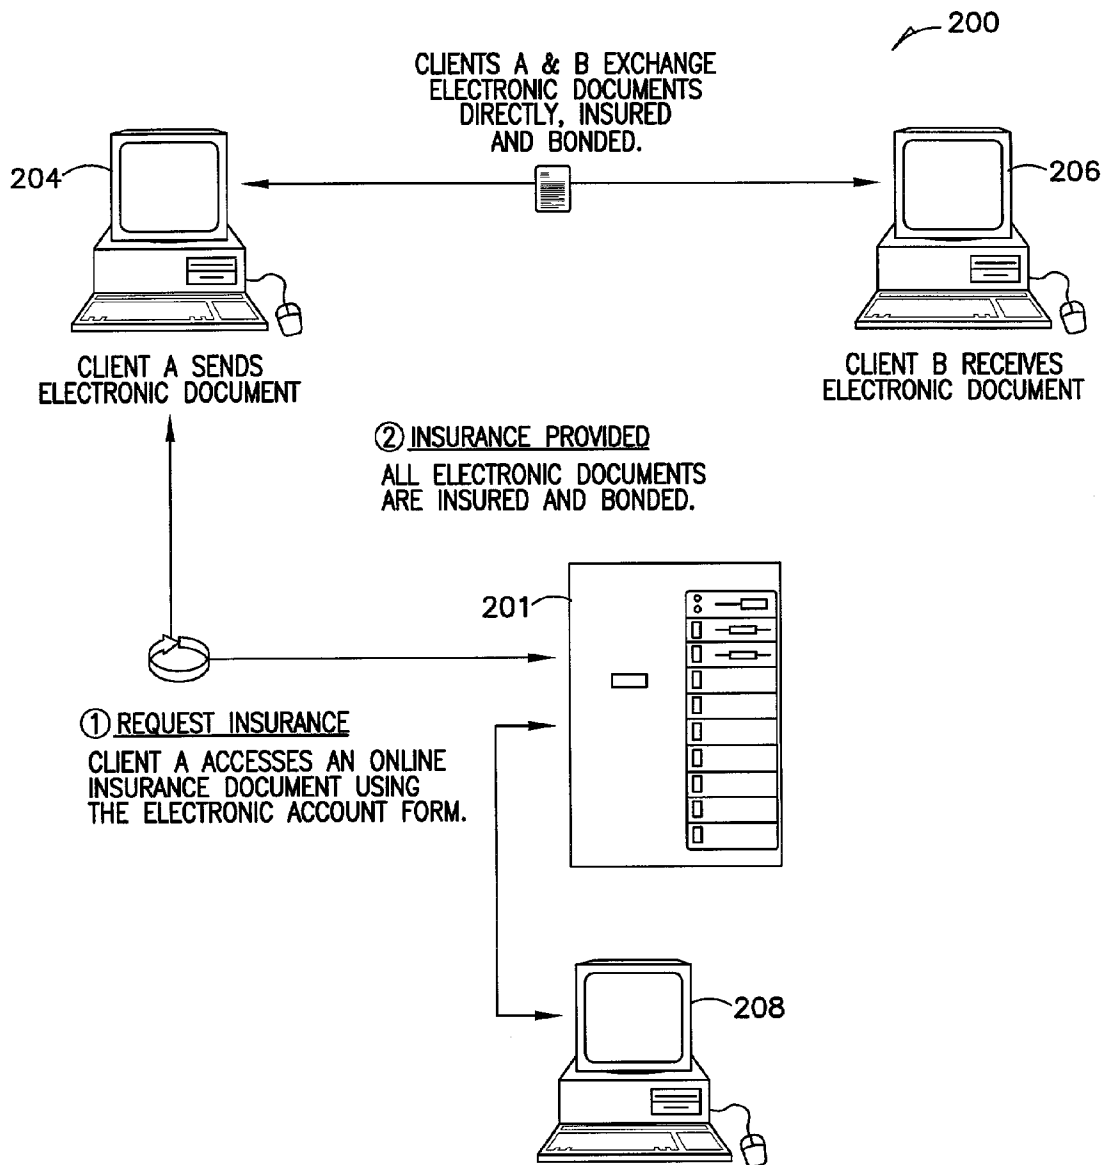 200
CLIENTS A & B EXCHANGE
ELECTRONIC DOCUMENTS
DIRECTLY, INSURED
AND BONDED.
204
206
CLIENT A SENDS
ELECTRONIC DOCUMENT
CLIENT B RECEIVES
ELECTRONIC DOCUMENT
② INSURANCE PROVIDED
ALL ELECTRONIC DOCUMENTS
ARE INSURED AND BONDED.
201
① REQUEST INSURANCE
CLIENT A ACCESSES AN ONLINE
INSURANCE DOCUMENT USING
THE ELECTRONIC ACCOUNT FORM.
208